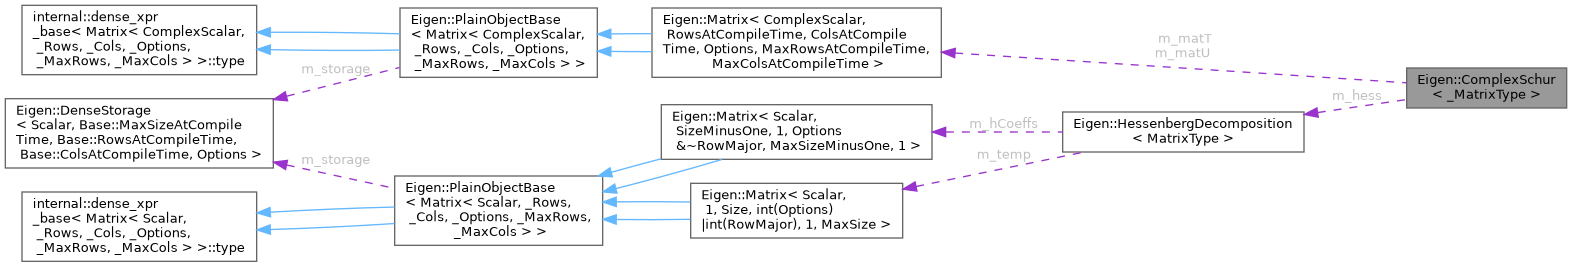 internal::dense_xpr
_base< Matrix< ComplexScalar,
_Rows, _Cols, _Options,
_MaxRows, _MaxCols > >::type
Eigen::PlainObjectBase
< Matrix< ComplexScalar,
_Rows, _Cols, _Options,
_MaxRows, _MaxCols > >
Eigen::Matrix< ComplexScalar,
RowsAtCompileTime, ColsAtCompile
Time, Options, MaxRowsAtCompileTime,
MaxColsAtCompileTime >
m_matT
m_matU
Eigen::ComplexSchur
< _MatrixType >
m_storage
m_hess
Eigen::DenseStorage
< Scalar, Base::MaxSizeAtCompile
Time, Base::RowsAtCompileTime,
Base::ColsAtCompileTime, Options >
Eigen::Matrix< Scalar,
SizeMinusOne, 1, Options
&~RowMajor, MaxSizeMinusOne, 1 >
m_hCoeffs
Eigen::HessenbergDecomposition
< MatrixType >
m_storage
m_temp
internal::dense_xpr
_base< Matrix< Scalar,
_Rows, _Cols, _Options,
_MaxRows, _MaxCols > >::type
Eigen::PlainObjectBase
< Matrix< Scalar, _Rows,
_Cols, _Options, _MaxRows,
_MaxCols > >
Eigen::Matrix< Scalar,
1, Size, int(Options)
|int(RowMajor), 1, MaxSize >